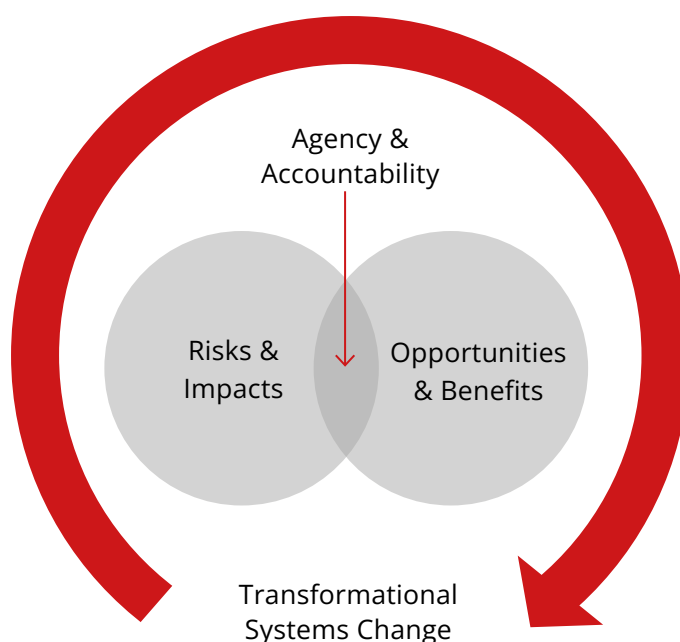 Agency &
Accountability
Risks &
Impacts
Opportunities
& Benefits
Transformational
Systems Change